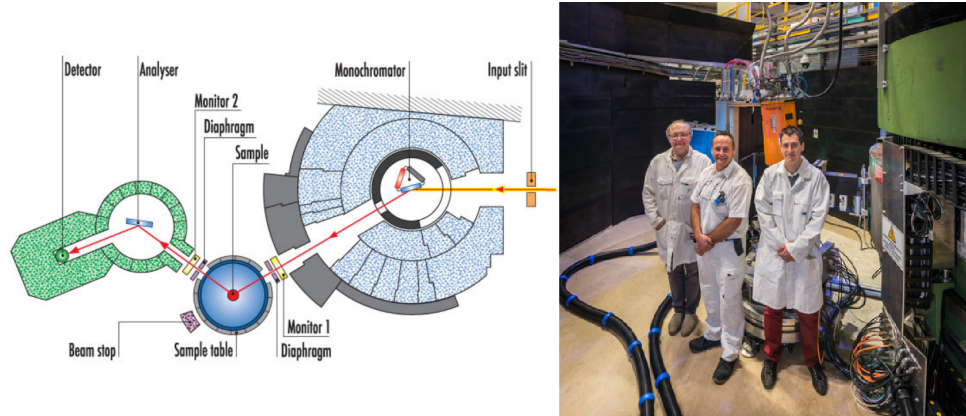 Detector
Analyser
Monitor 2
Diaphragm
Sample
Monochromator
Input slit
Beam stop
Sample table
Monitor 1
Diaphragm